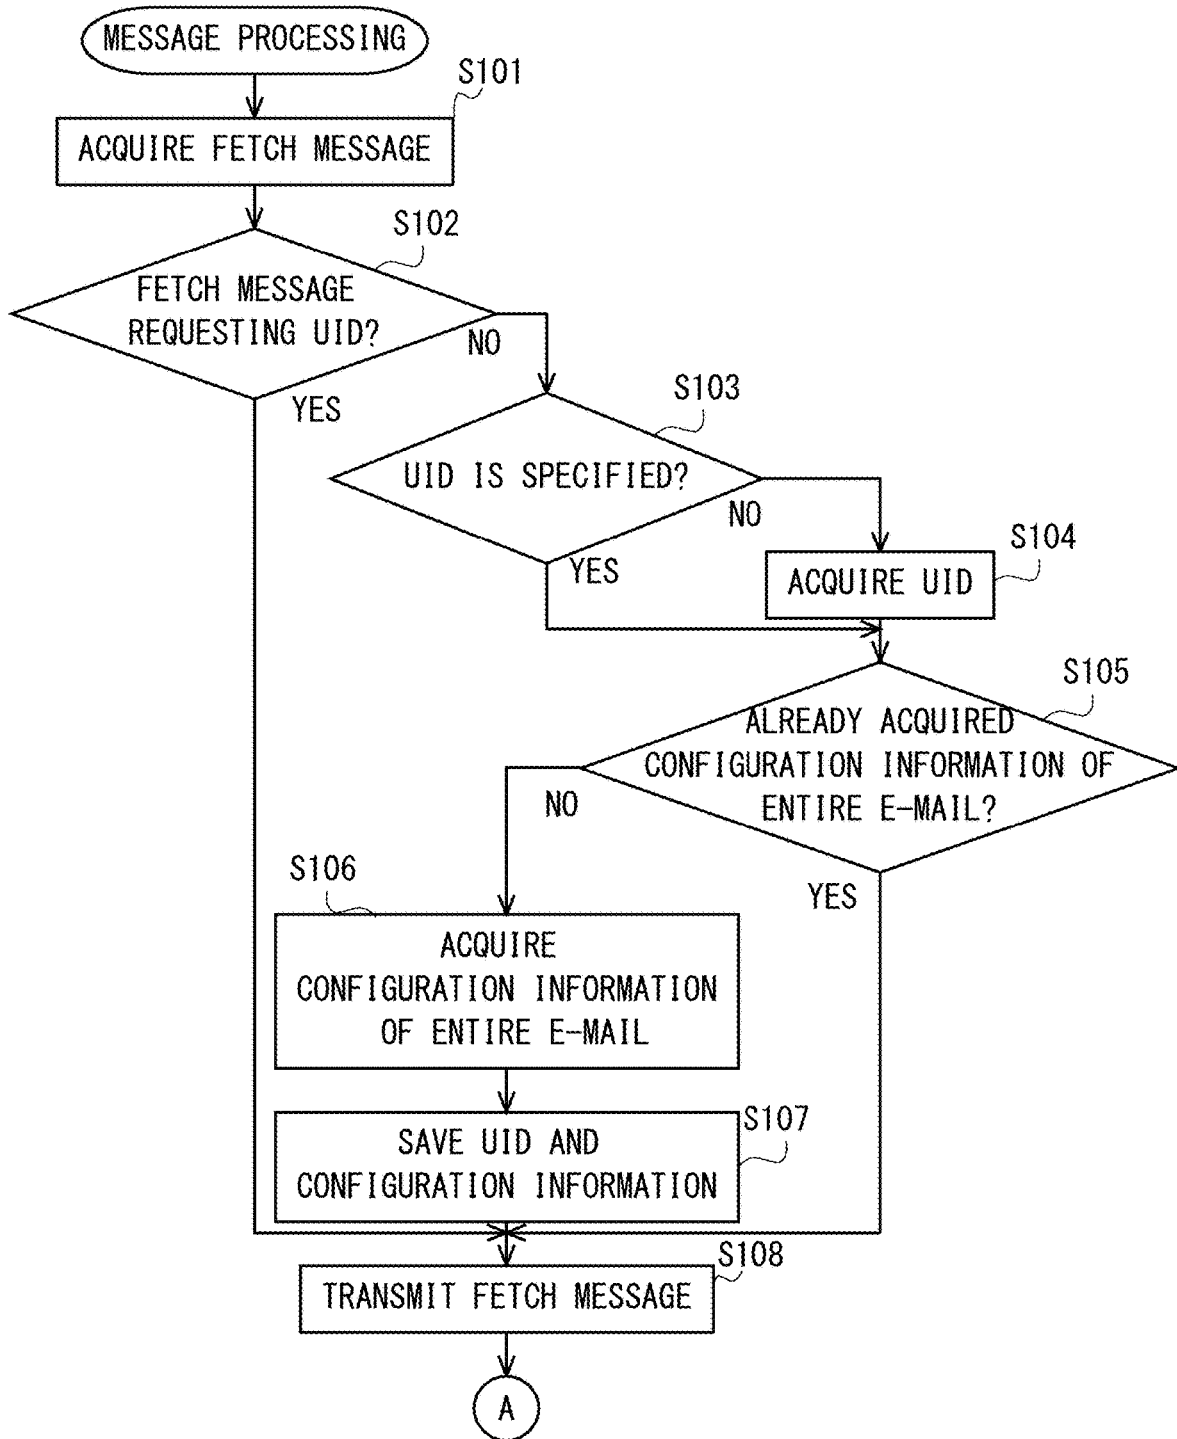 MESSAGE PROCESSING
S101
ACQUIRE FETCH MESSAGE
S102
FETCH MESSAGE
REQUESTING UID?
NO
YES
S103
UID IS SPECIFIED?
NO
YES
S104
ACQUIRE UID
S105
ALREADY ACQUIRED
CONFIGURATION INFORMATION OF
ENTIRE E-MAIL?
NO
YES
S106
ACQUIRE
CONFIGURATION INFORMATION
OF ENTIRE E-MAIL
S107
SAVE UID AND
CONFIGURATION INFORMATION
S108
TRANSMIT FETCH MESSAGE
A